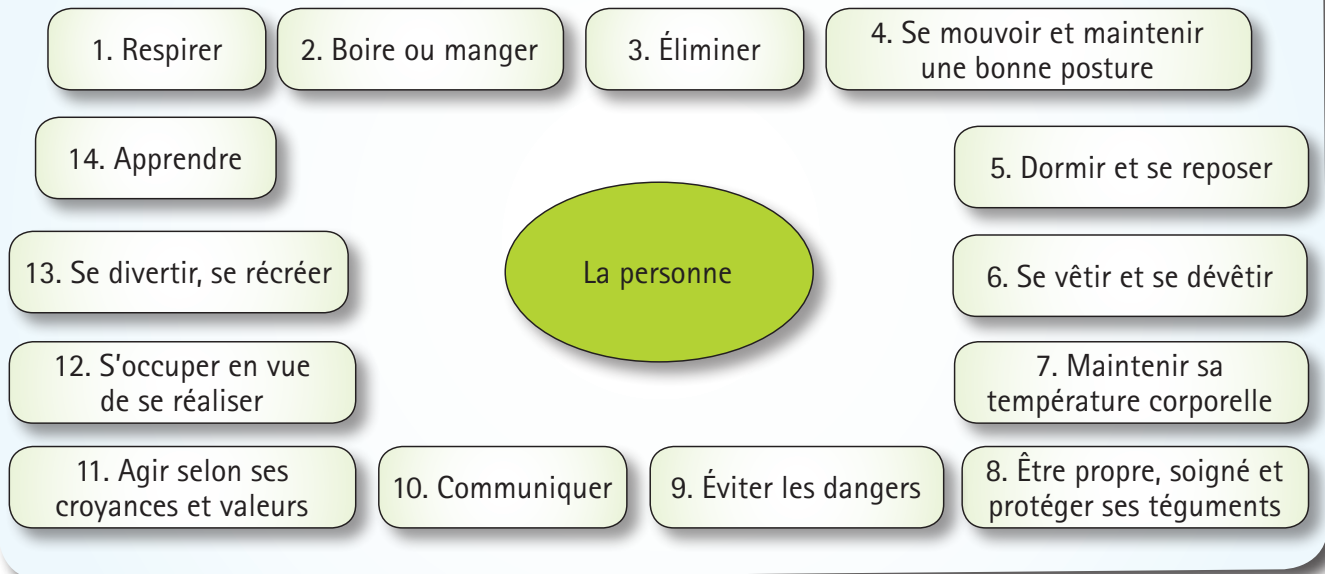 1. Respirer
2. Boire ou manger
3. Éliminer
4. Se mouvoir et maintenir
une bonne posture
14. Apprendre
5. Dormir et se reposer
La personne
13. Se divertir, se récréer
6. Se vêtir et se dévêtir
12. S'occuper en vue
de se réaliser
7. Maintenir sa
température corporelle
11. Agir selon ses
croyances et valeurs
10. Communiquer
9. Éviter les dangers
8. Être propre, soigné et
protéger ses téguments